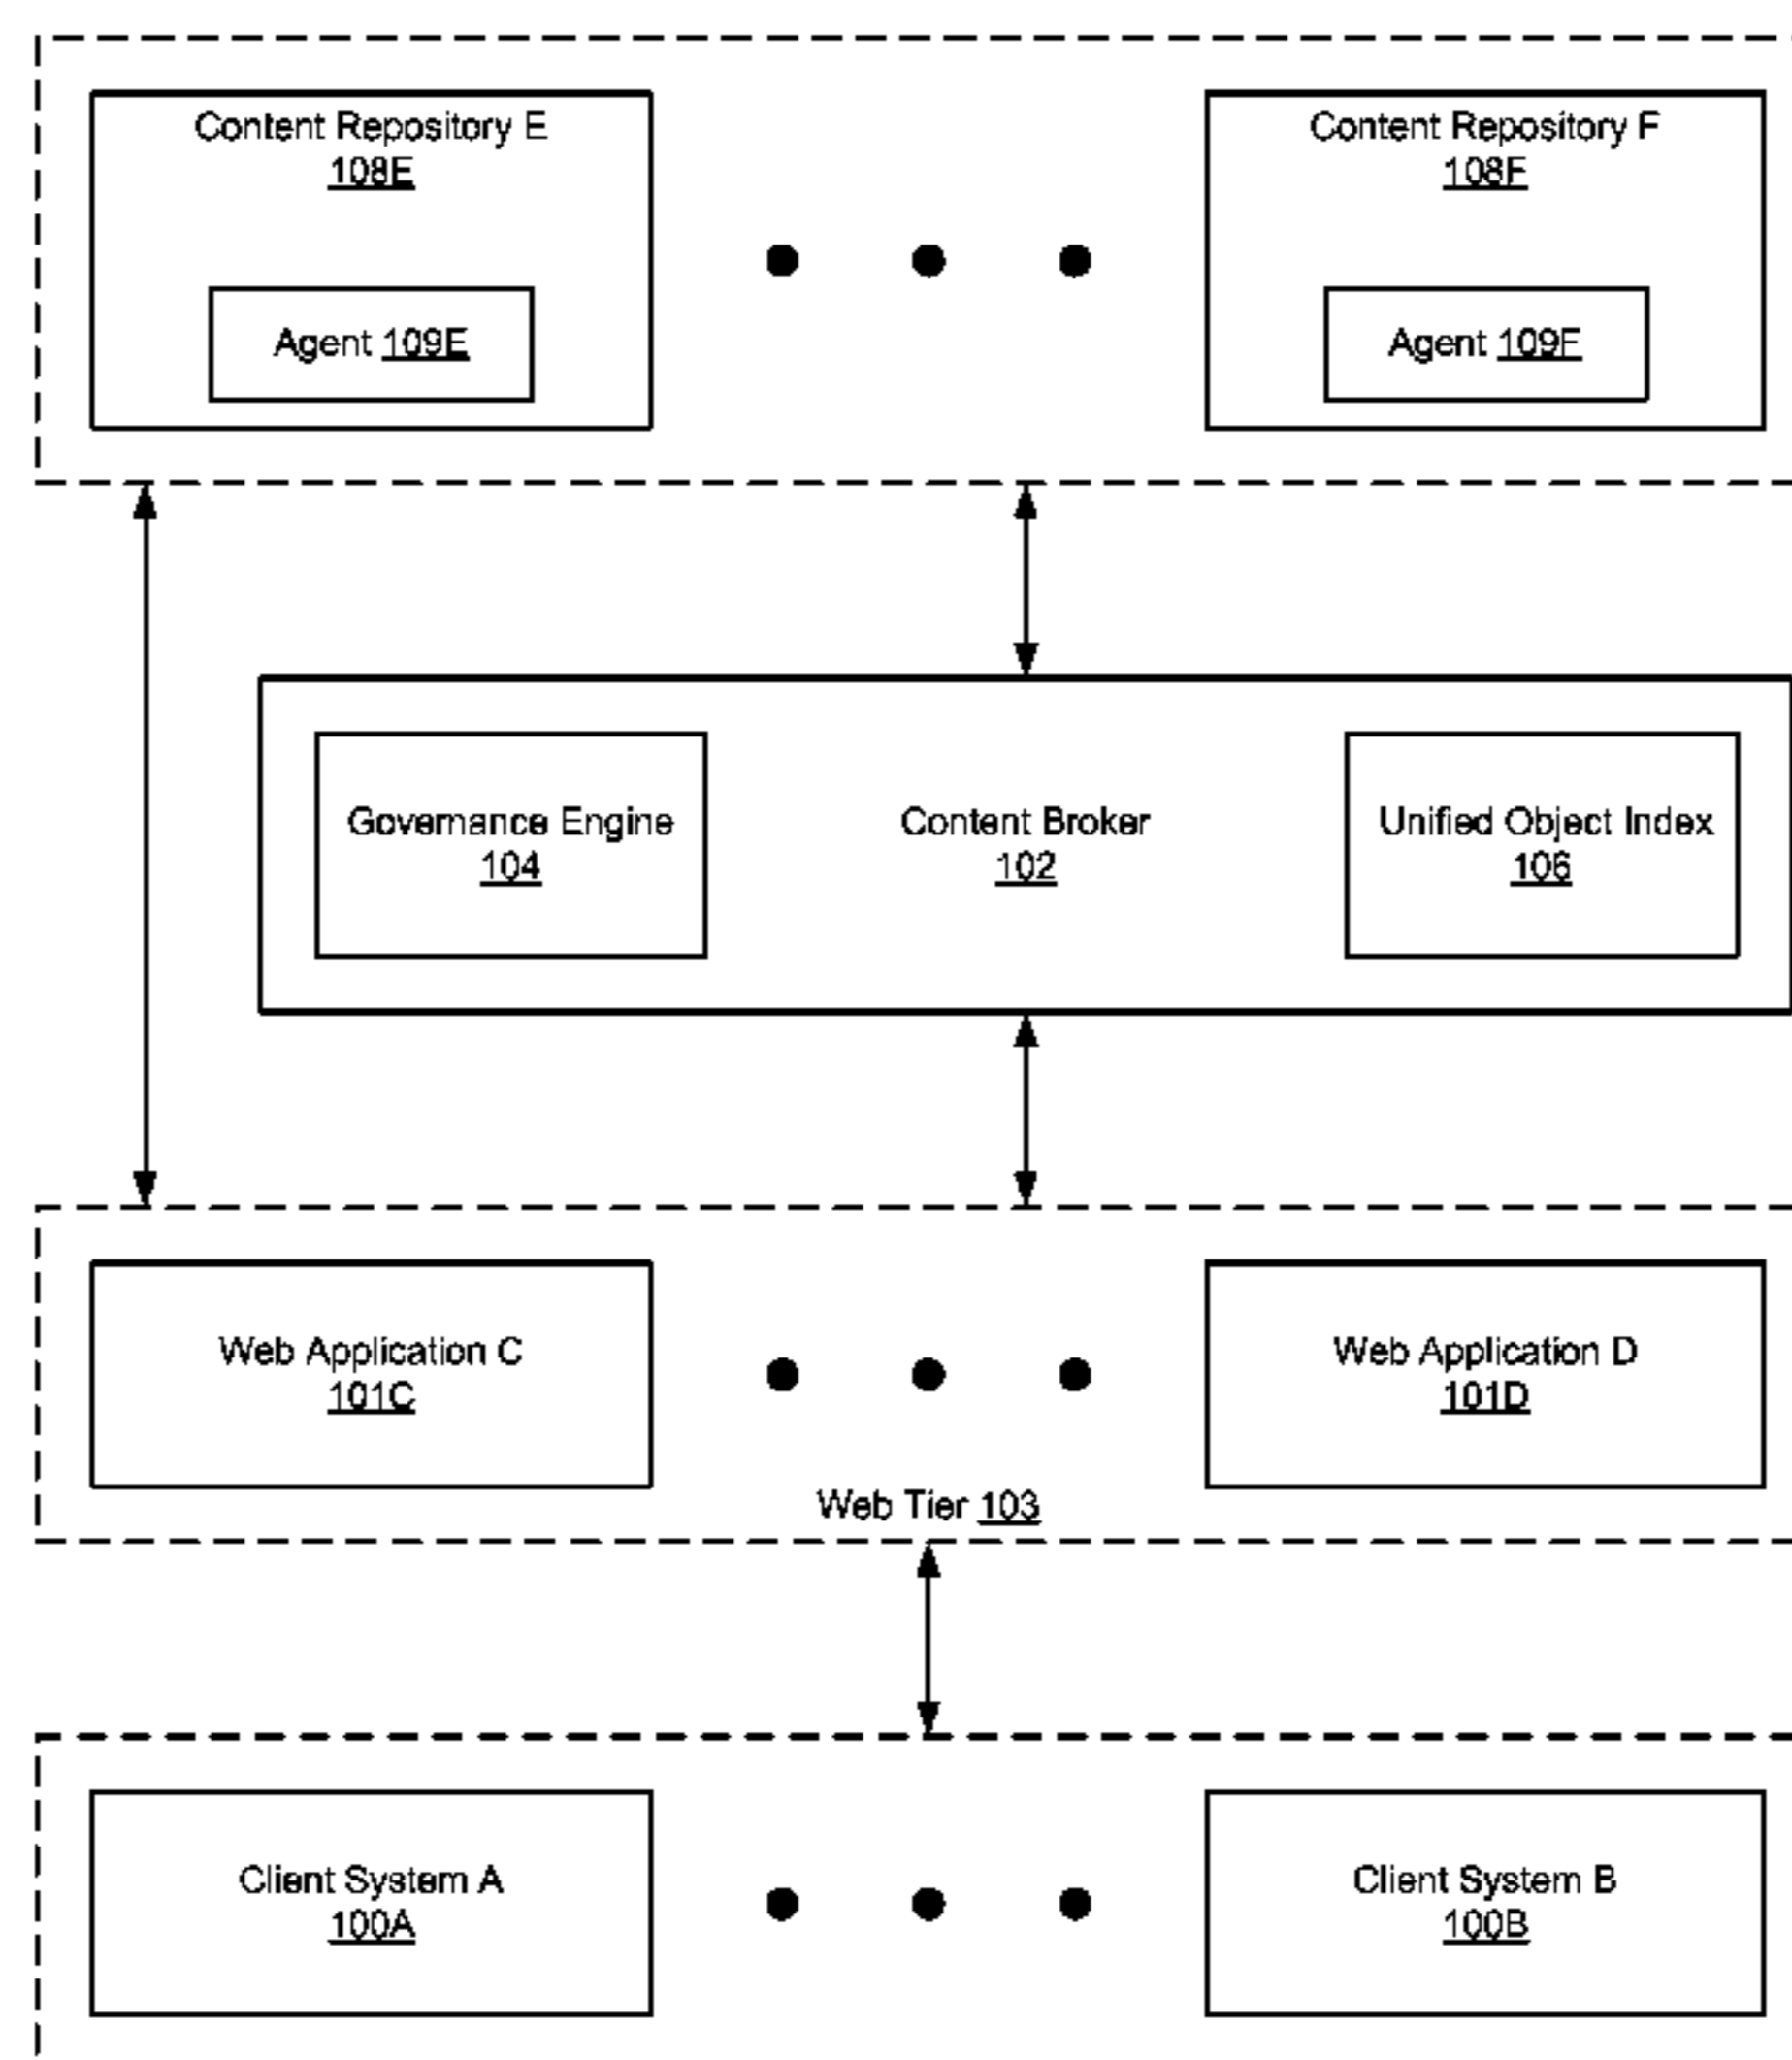 Content Repository E
108E
Content Repository F
108F
Agent 109E
Agent 109F
Governance Engine
104
Content Broker
102
Unified Object Index
106
Web Application C
101C
Web Application D
101D
Web Tier 103
Client System A
100A
Client System B
100B